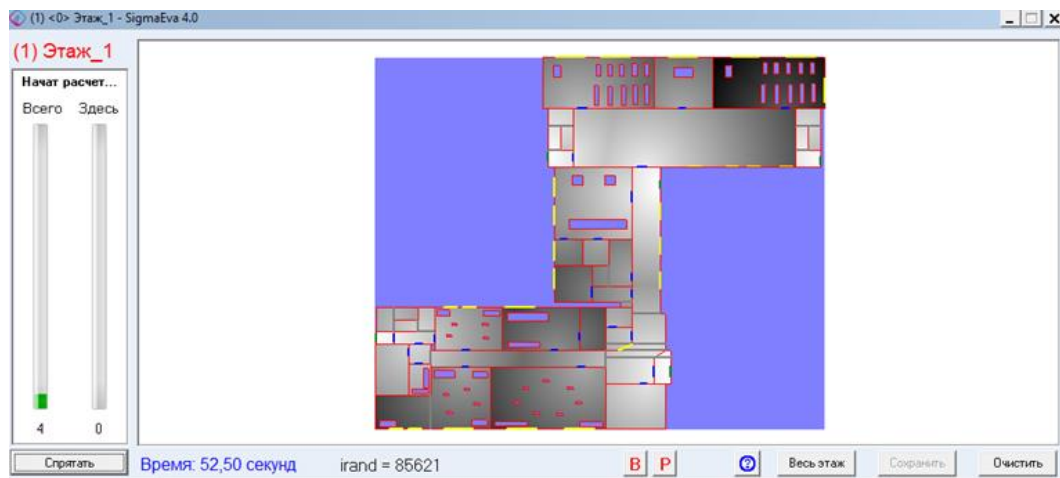 (1) <0> Этаж_1 - SigmaEva 4.0
(1) Этаж_1
Начат расчет...
Всего Здесь
4 0
Спрятать
Время: 52,50 секунд
irand = 85621
В Р
?
Весь этаж
Сохранить
Очистить